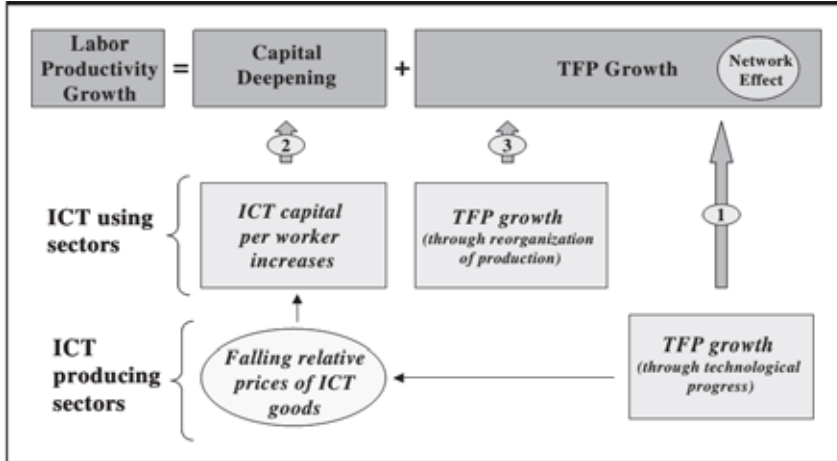 Labor
Productivity
Growth
=
Capital
Deepening
+
TFP Growth
Network
Effect
2
3
1
ICT using
sectors
ICT capital
per worker
increases
TFP growth
(through reorganization
of production)
ICT
producing
sectors
Falling relative
prices of ICT
goods
TFP growth
(through technological
progress)